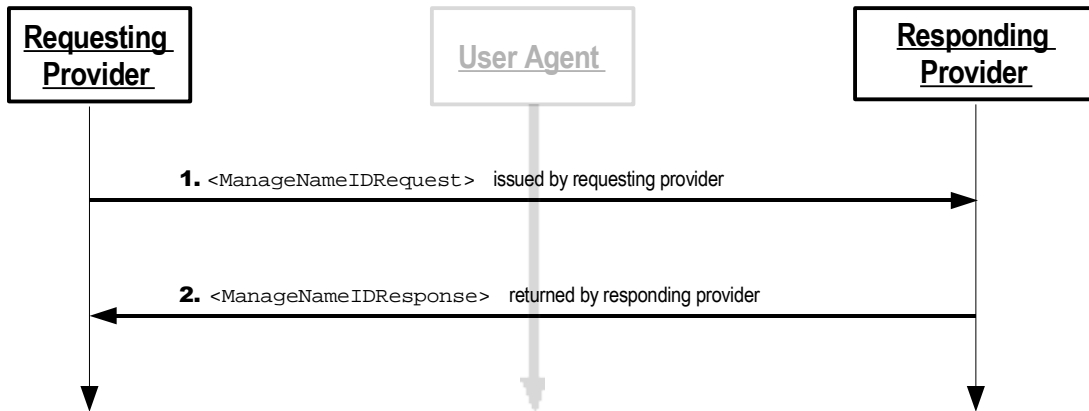 Requesting
Provider
User Agent
Responding
Provider
1. <ManageNameIDRequest> issued by requesting provider
2. <ManageNameIDResponse> returned by responding provider